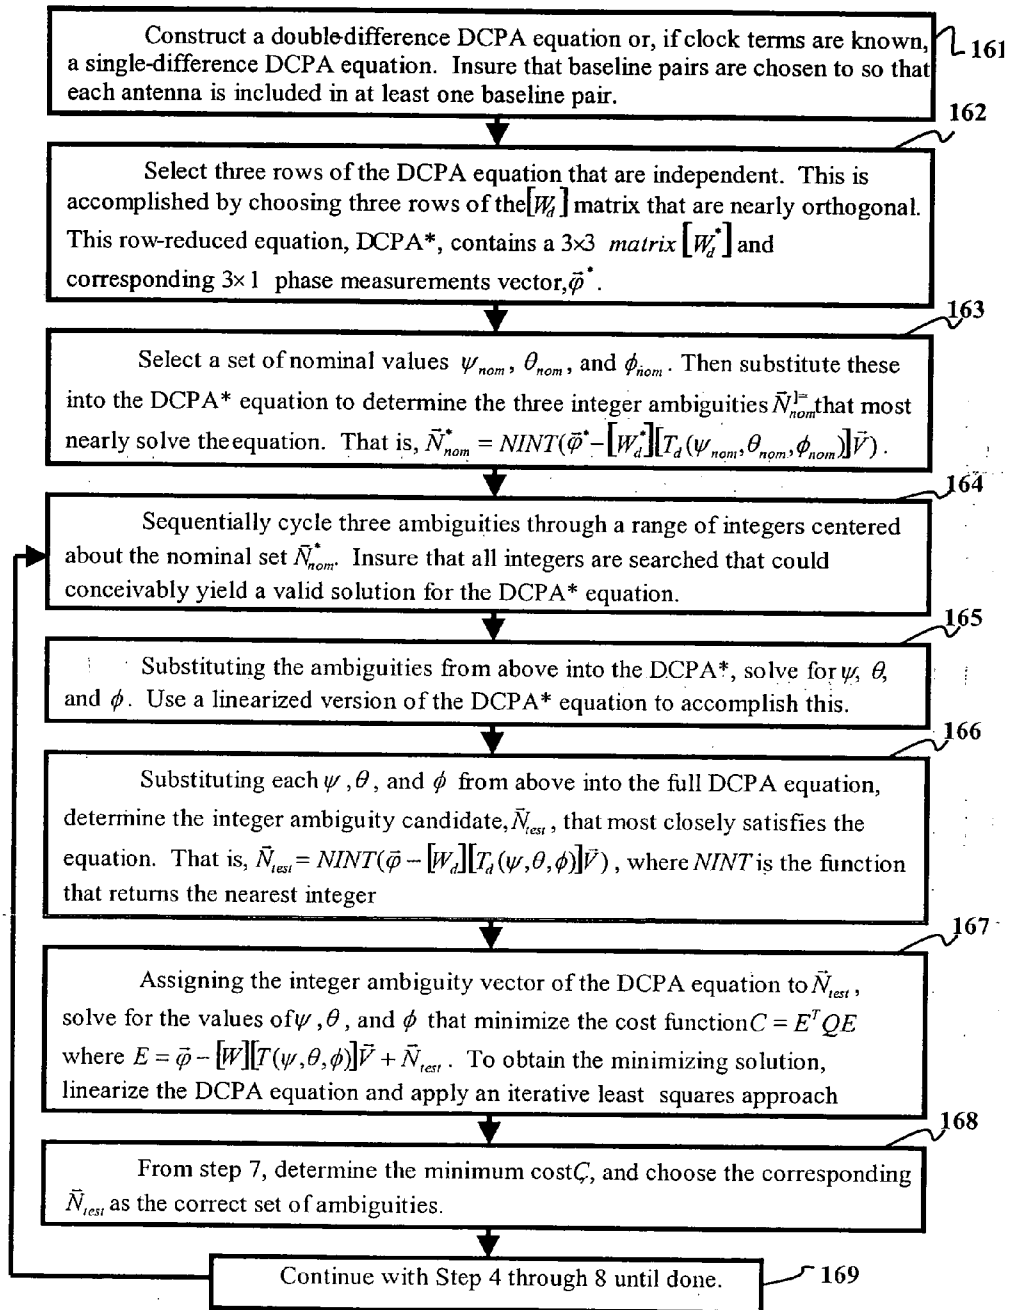 Construct a double-difference DCPA equation or, if clock terms are known,
a single-difference DCPA equation. Insure that baseline pairs are chosen to so that
each antenna is included in at least one baseline pair.
161
162
Select three rows of the DCPA equation that are independent. This is
accomplished by choosing three rows of the [W_d] matrix that are nearly orthogonal.
This row-reduced equation, DCPA*, contains a 3×3 matrix [W_d^*] and
corresponding 3×1 phase measurements vector, φ⃗^*.
163
Select a set of nominal values ψ_nom, θ_nom, and ϕ_nom. Then substitute these
into the DCPA* equation to determine the three integer ambiguities N⃗_nom that most
nearly solve the equation. That is, N⃗^*_nom = NINT(φ⃗^* - [W_d^*][T_d(ψ_nom,θ_nom,ϕ_nom)]V⃗).
164
Sequentially cycle three ambiguities through a range of integers centered
about the nominal set N⃗^*_nom. Insure that all integers are searched that could
conceivably yield a valid solution for the DCPA* equation.
165
Substituting the ambiguities from above into the DCPA*, solve for ψ, θ,
and ϕ. Use a linearized version of the DCPA* equation to accomplish this.
166
Substituting each ψ, θ, and ϕ from above into the full DCPA equation,
determine the integer ambiguity candidate, N⃗_test, that most closely satisfies the
equation. That is, N⃗_test = NINT(φ⃗ - [W_d][T_d(ψ,θ,ϕ)]V⃗), where NINT is the function
that returns the nearest integer
167
Assigning the integer ambiguity vector of the DCPA equation to N⃗_test,
solve for the values of ψ, θ, and ϕ that minimize the cost function C = E^T QE
where E = φ⃗ - [W][T(ψ,θ,ϕ)]V⃗ + N⃗_test. To obtain the minimizing solution,
linearize the DCPA equation and apply an iterative least squares approach
168
From step 7, determine the minimum cost C, and choose the corresponding
N⃗_test as the correct set of ambiguities.
Continue with Step 4 through 8 until done.
169